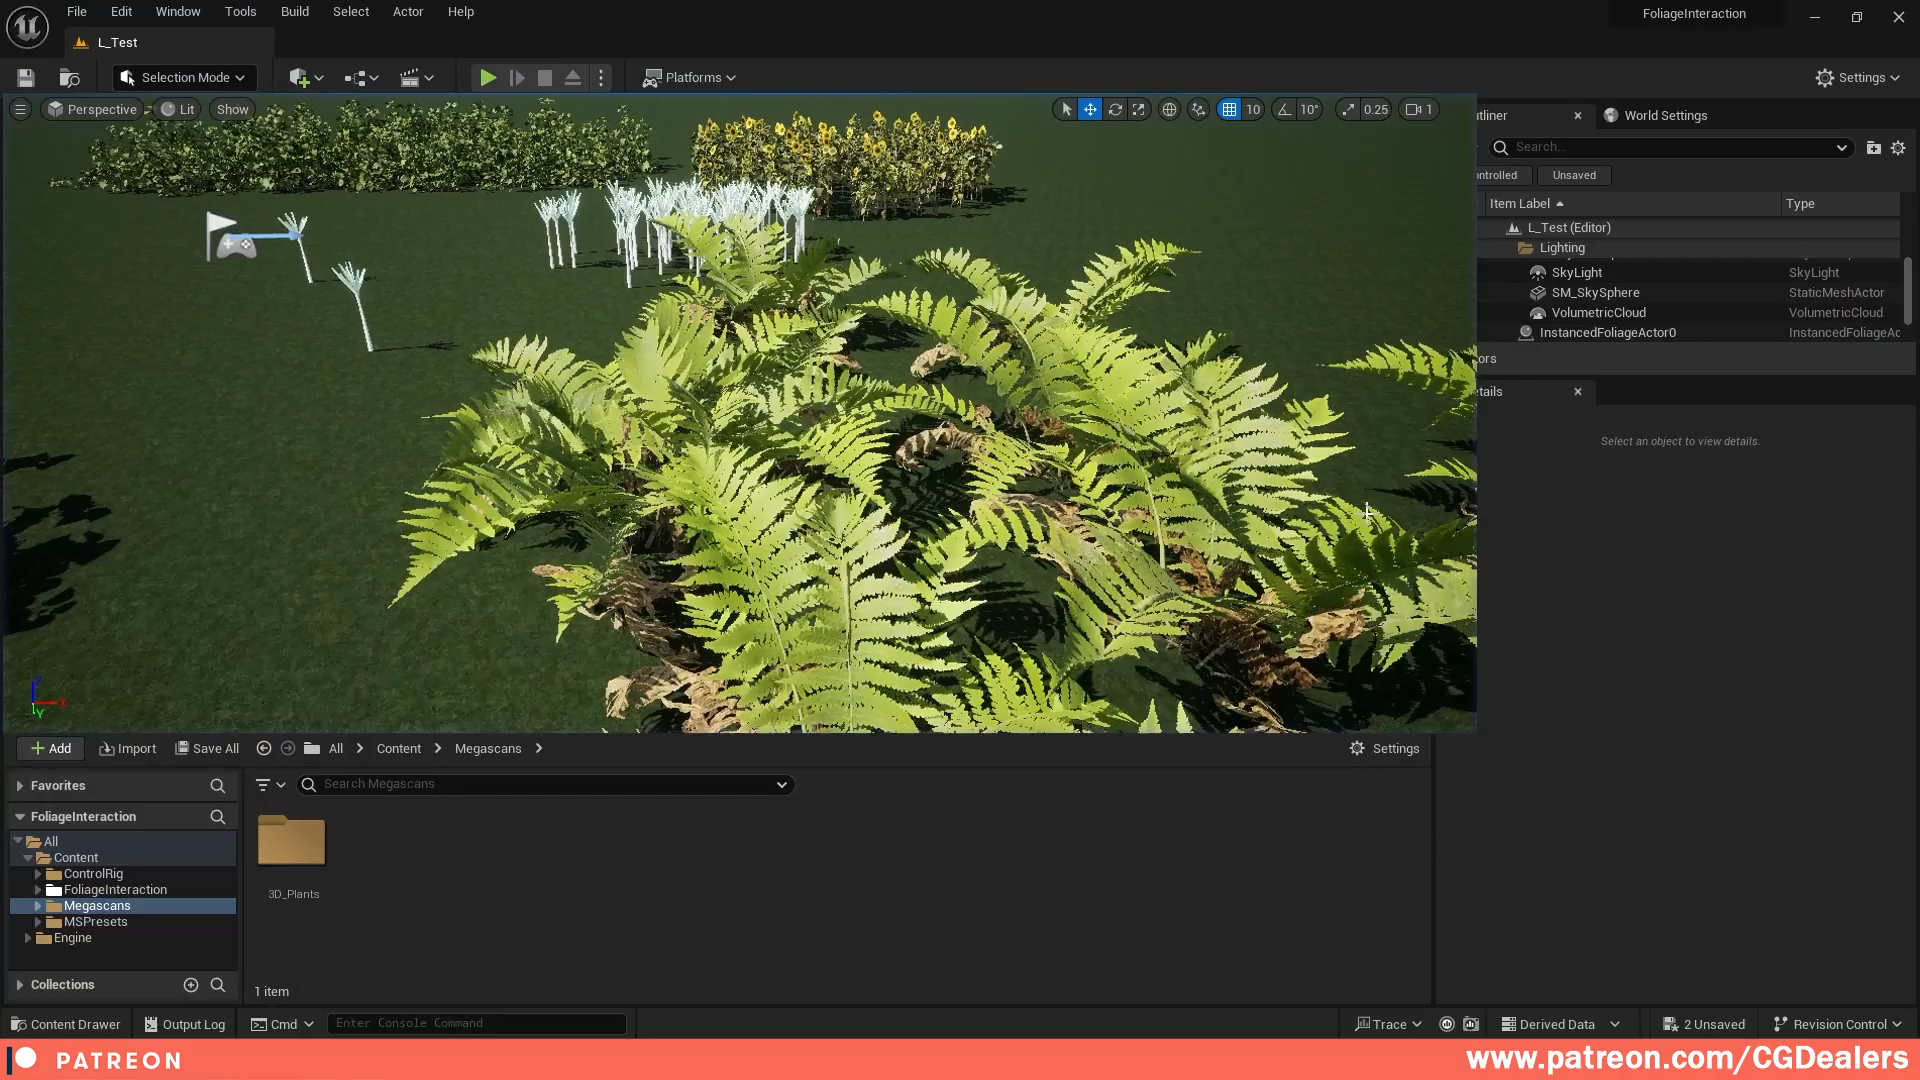 File Edit Window Tools Build Select Actor Help
FoliageInteraction
L_Test
Selection Mode
Platforms
Settings
Perspective Lit Show
10 10° 0.25 1
utliner
World Settings
Search...
ontrolled Unsaved
Item Label Type
L_Test (Editor)
Lighting
SkyLight SkyLight
SM_SkySphere StaticMeshActor
VolumetricCloud VolumetricCloud
InstancedFoliageActor0 InstancedFoliageAc
ors
etails
Select an object to view details.
Z
X
Y
Add Import Save All All Content Megascans Settings
Favorites
Search Megascans
FoliageInteraction
All
Content
ControlRig
FoliageInteraction
Megascans
MSPresets
Engine
3D_Plants
Collections
1 item
Content Drawer Output Log Cmd Enter Console Command Trace Derived Data 2 Unsaved Revision Control
PATREON
www.patreon.com/CGDealers